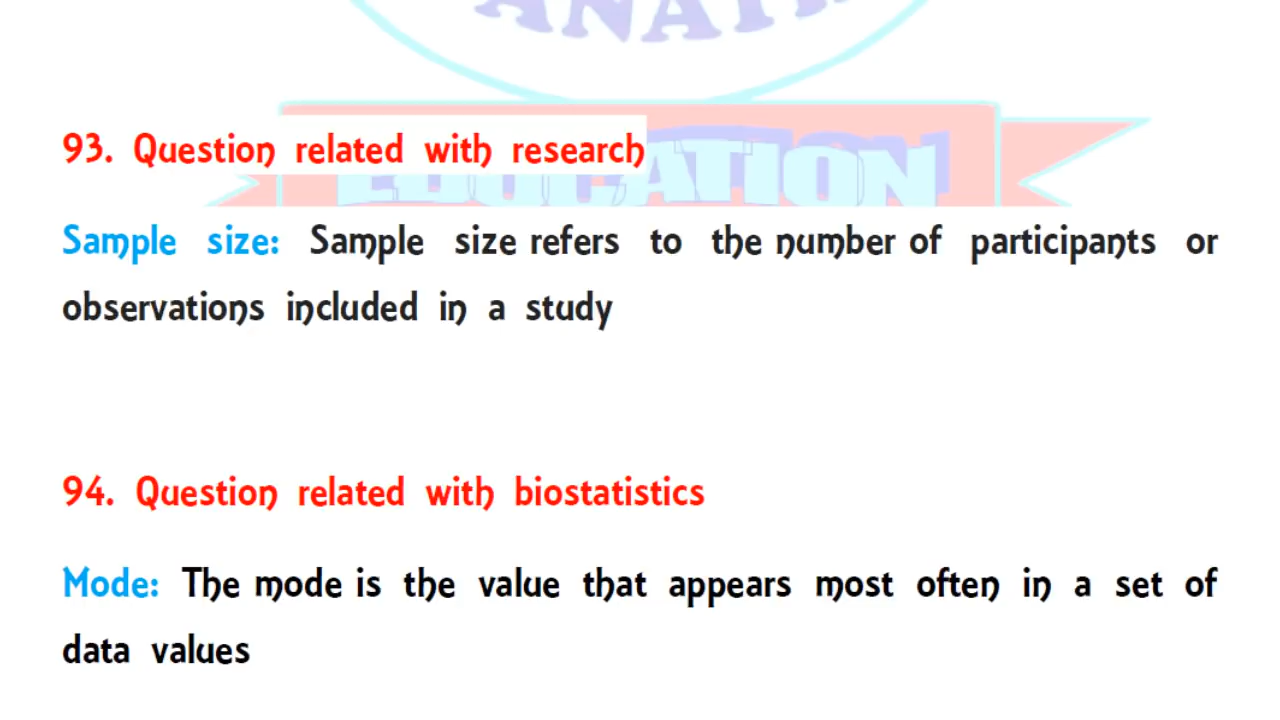 93. Question related with research
EDUCATION
Sample size: Sample size refers to the number of participants or
observations included in a study
94. Question related with biostatistics
Mode: The mode is the value that appears most often in a set of
data values